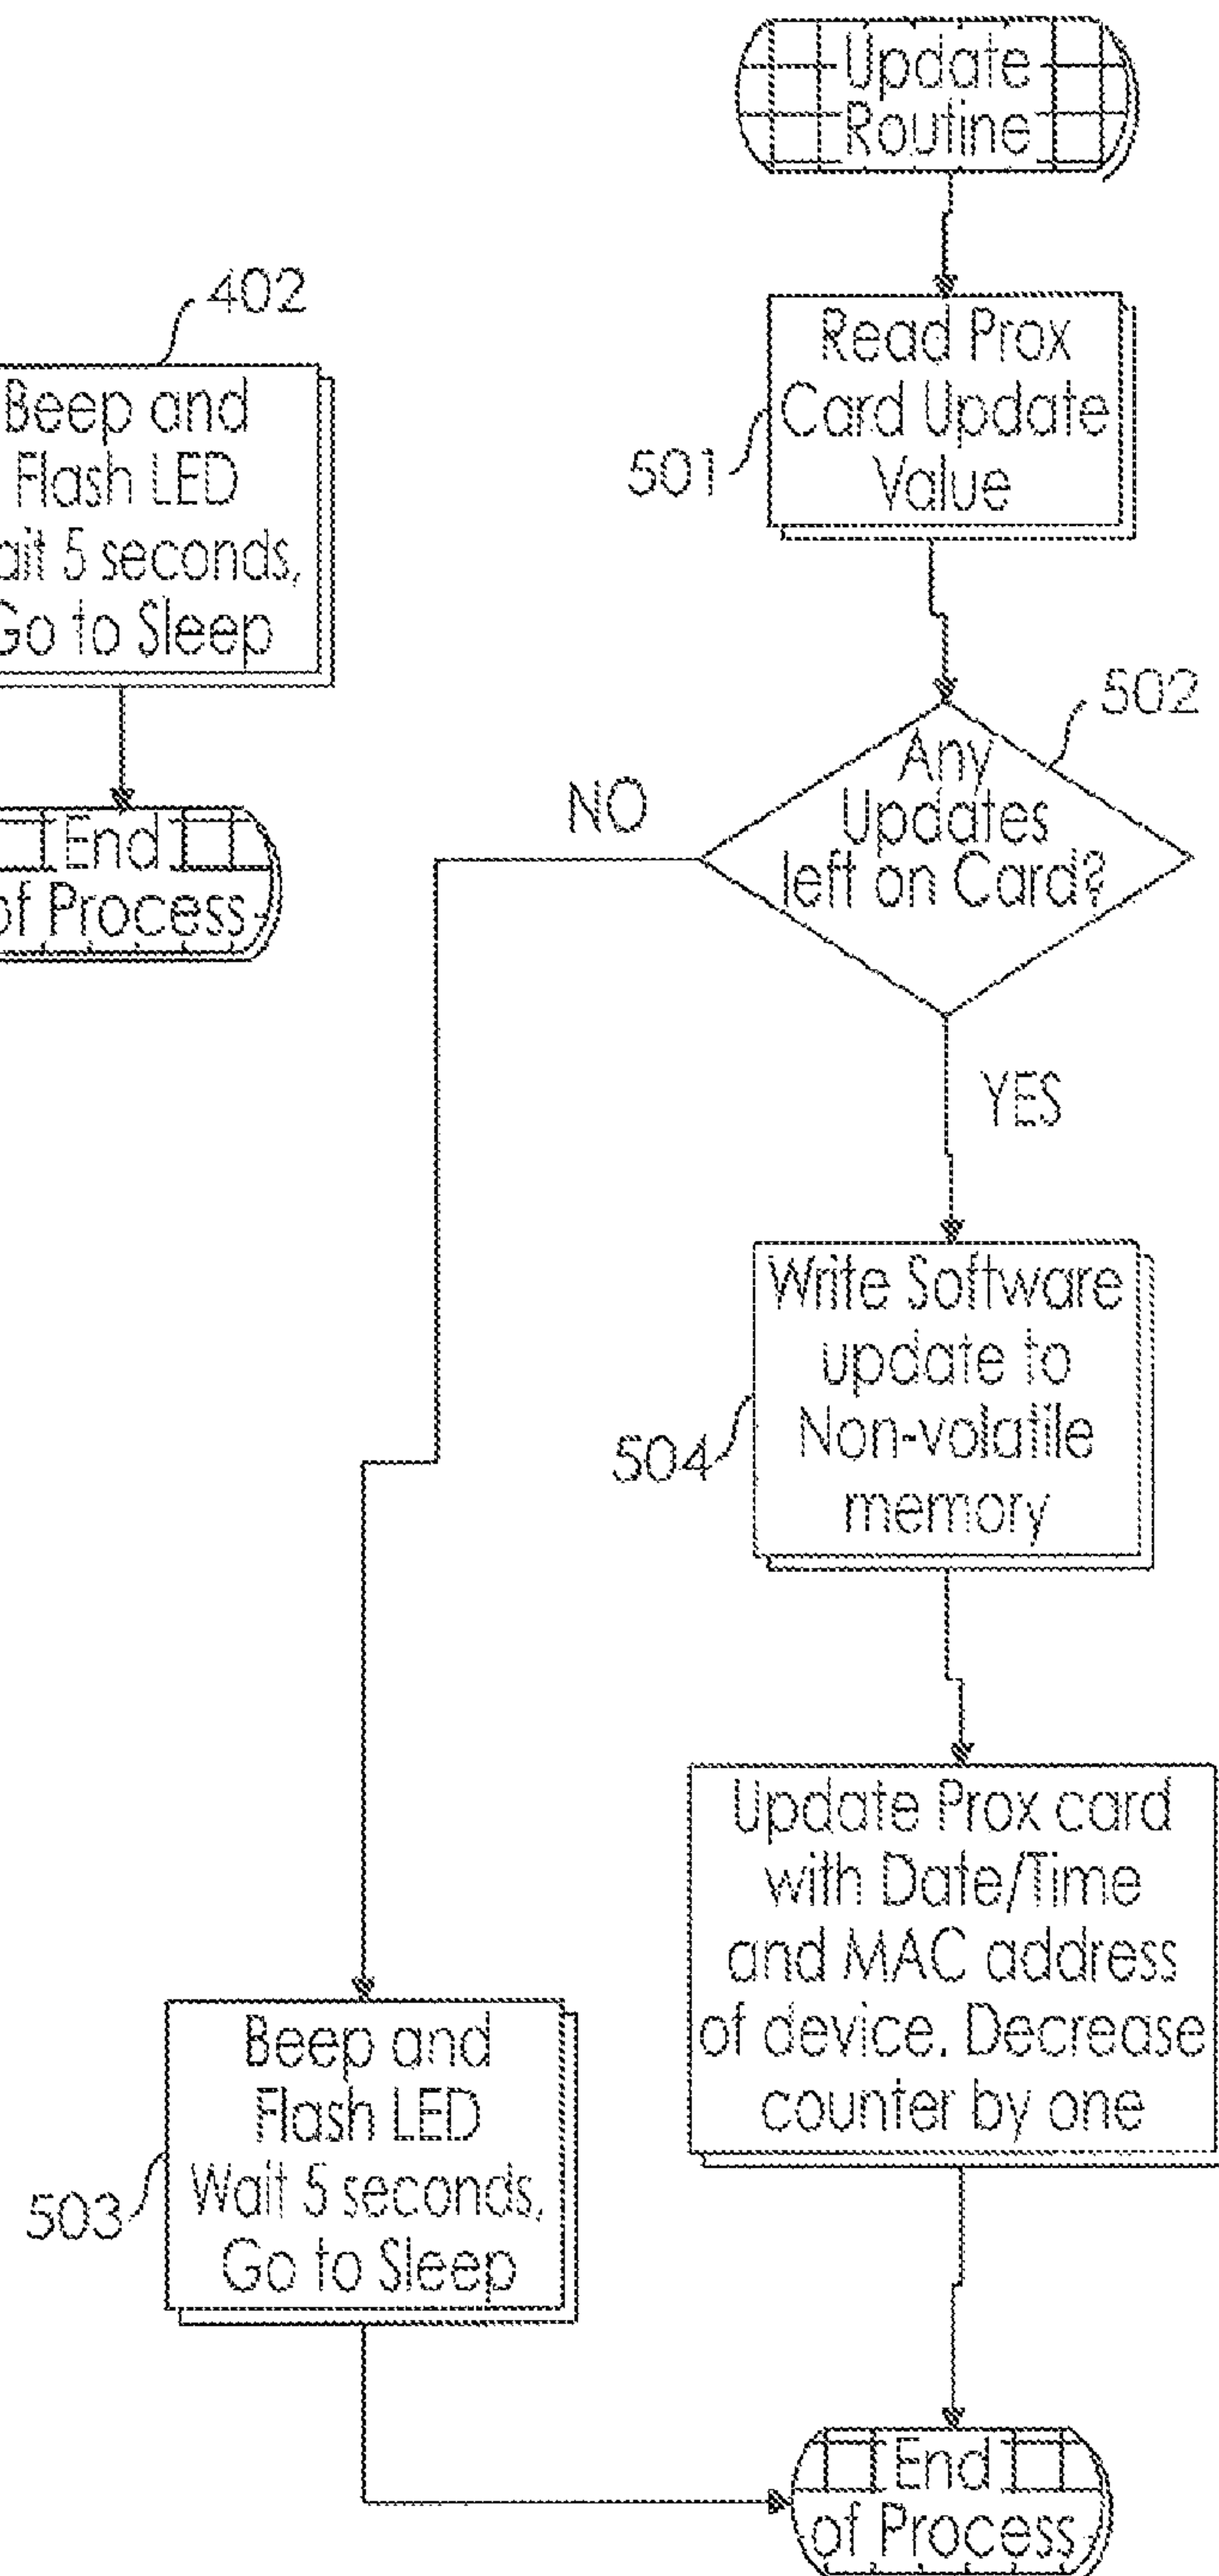 402
Beep and
Flash LED
ait 5 seconds,
Go to Sleep
End
of Process
Update
Routine
Read Prox
Card Update
Value
501
502
Any
Updates
left on Card?
NO
YES
Write Software
update to
Non-volatile
memory
504
Update Prox card
with Date/Time
and MAC address
of device. Decrease
counter by one
Beep and
Flash LED
Wait 5 seconds,
Go to Sleep
503
End
of Process